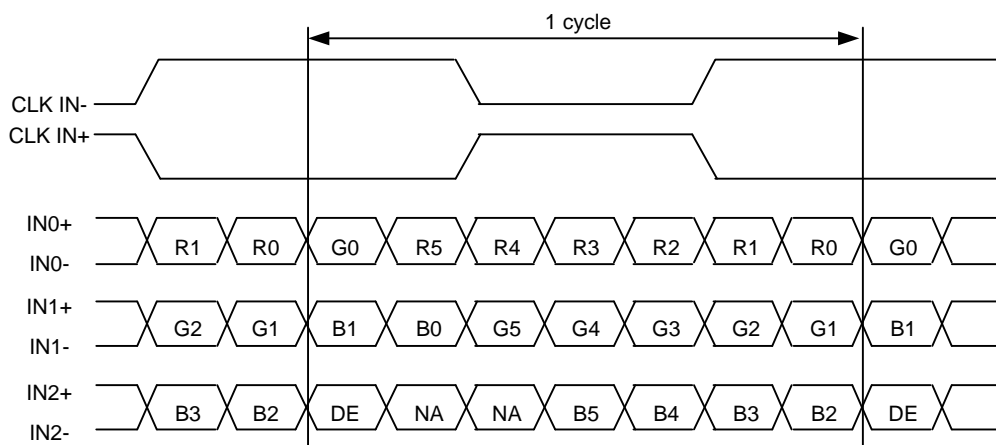 1 cycle
CLK IN-
CLK IN+
IN0+
R1 R0 G0 R5 R4 R3 R2 R1 R0 G0
IN0-
IN1+
G2 G1 B1 B0 G5 G4 G3 G2 G1 B1
IN1-
IN2+
B3 B2 DE NA NA B5 B4 B3 B2 DE
IN2-